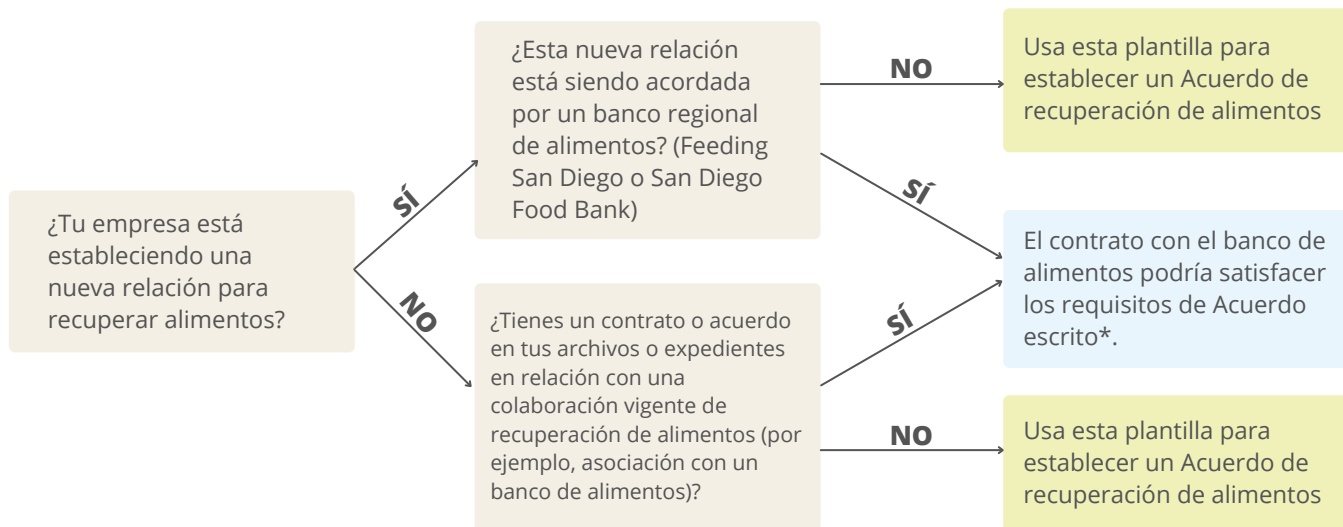 ¿Tu empresa está
estableciendo una
nueva relación para
recuperar alimentos?
SÍ
NO
¿Esta nueva relación
está siendo acordada
por un banco regional
de alimentos? (Feeding
San Diego o San Diego
Food Bank)
NO
SÍ
¿Tienes un contrato o acuerdo
en tus archivos o expedientes
en relación con una
colaboración vigente de
recuperación de alimentos (por
ejemplo, asociación con un
banco de alimentos)?
SÍ
NO
Usa esta plantilla para
establecer un Acuerdo de
recuperación de alimentos
El contrato con el banco de
alimentos podría satisfacer
los requisitos de Acuerdo
escrito*.
Usa esta plantilla para
establecer un Acuerdo de
recuperación de alimentos